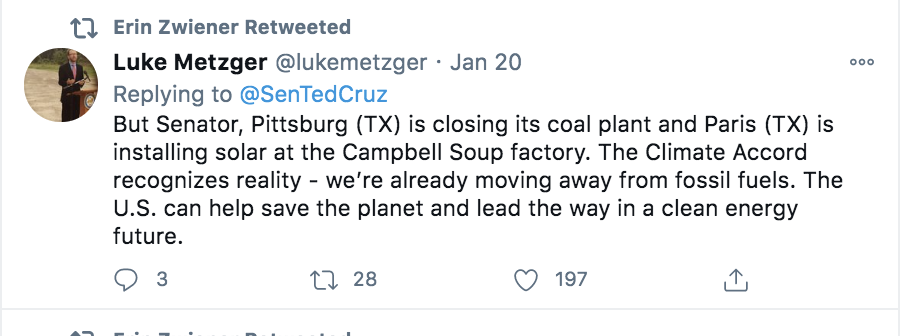 Erin Zwiener Retweeted
Luke Metzger @lukemetzger · Jan 20
Replying to @SenTedCruz
But Senator, Pittsburg (TX) is closing its coal plant and Paris (TX) is
installing solar at the Campbell Soup factory. The Climate Accord
recognizes reality - we’re already moving away from fossil fuels. The
U.S. can help save the planet and lead the way in a clean energy
future.
3 28 197
Erin Zwiener Retweeted